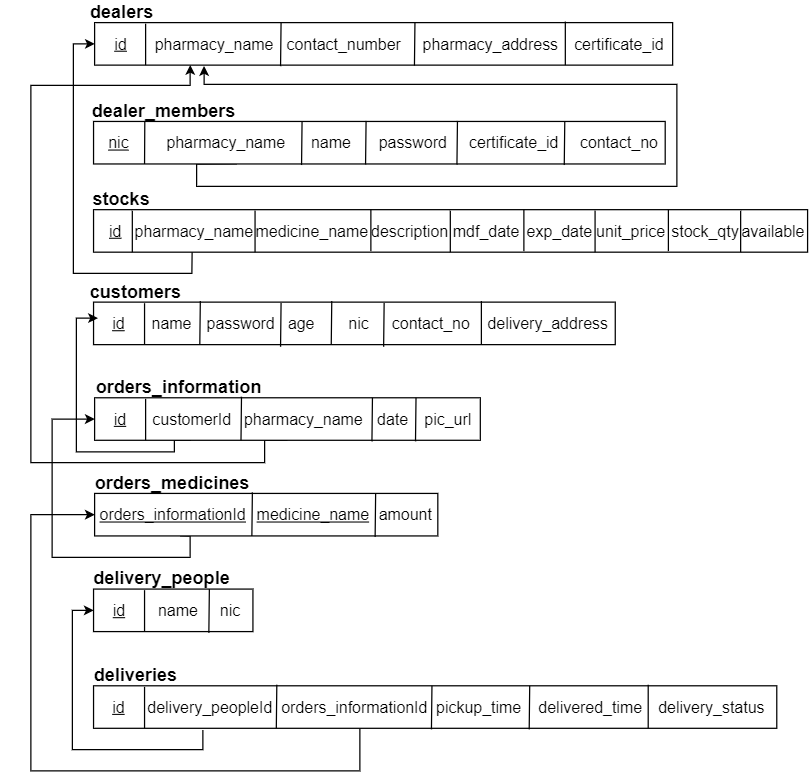 dealers
id pharmacy_name contact_number pharmacy_address certificate_id
dealer_members
nic pharmacy_name name password certificate_id contact_no
stocks
id pharmacy_name medicine_name description mdf_date exp_date unit_price stock_qty available
customers
id name password age nic contact_no delivery_address
orders_information
id customerId pharmacy_name date pic_url
orders_medicines
orders_informationId medicine_name amount
delivery_people
id name nic
deliveries
id delivery_peopleId orders_informationId pickup_time delivered_time delivery_status